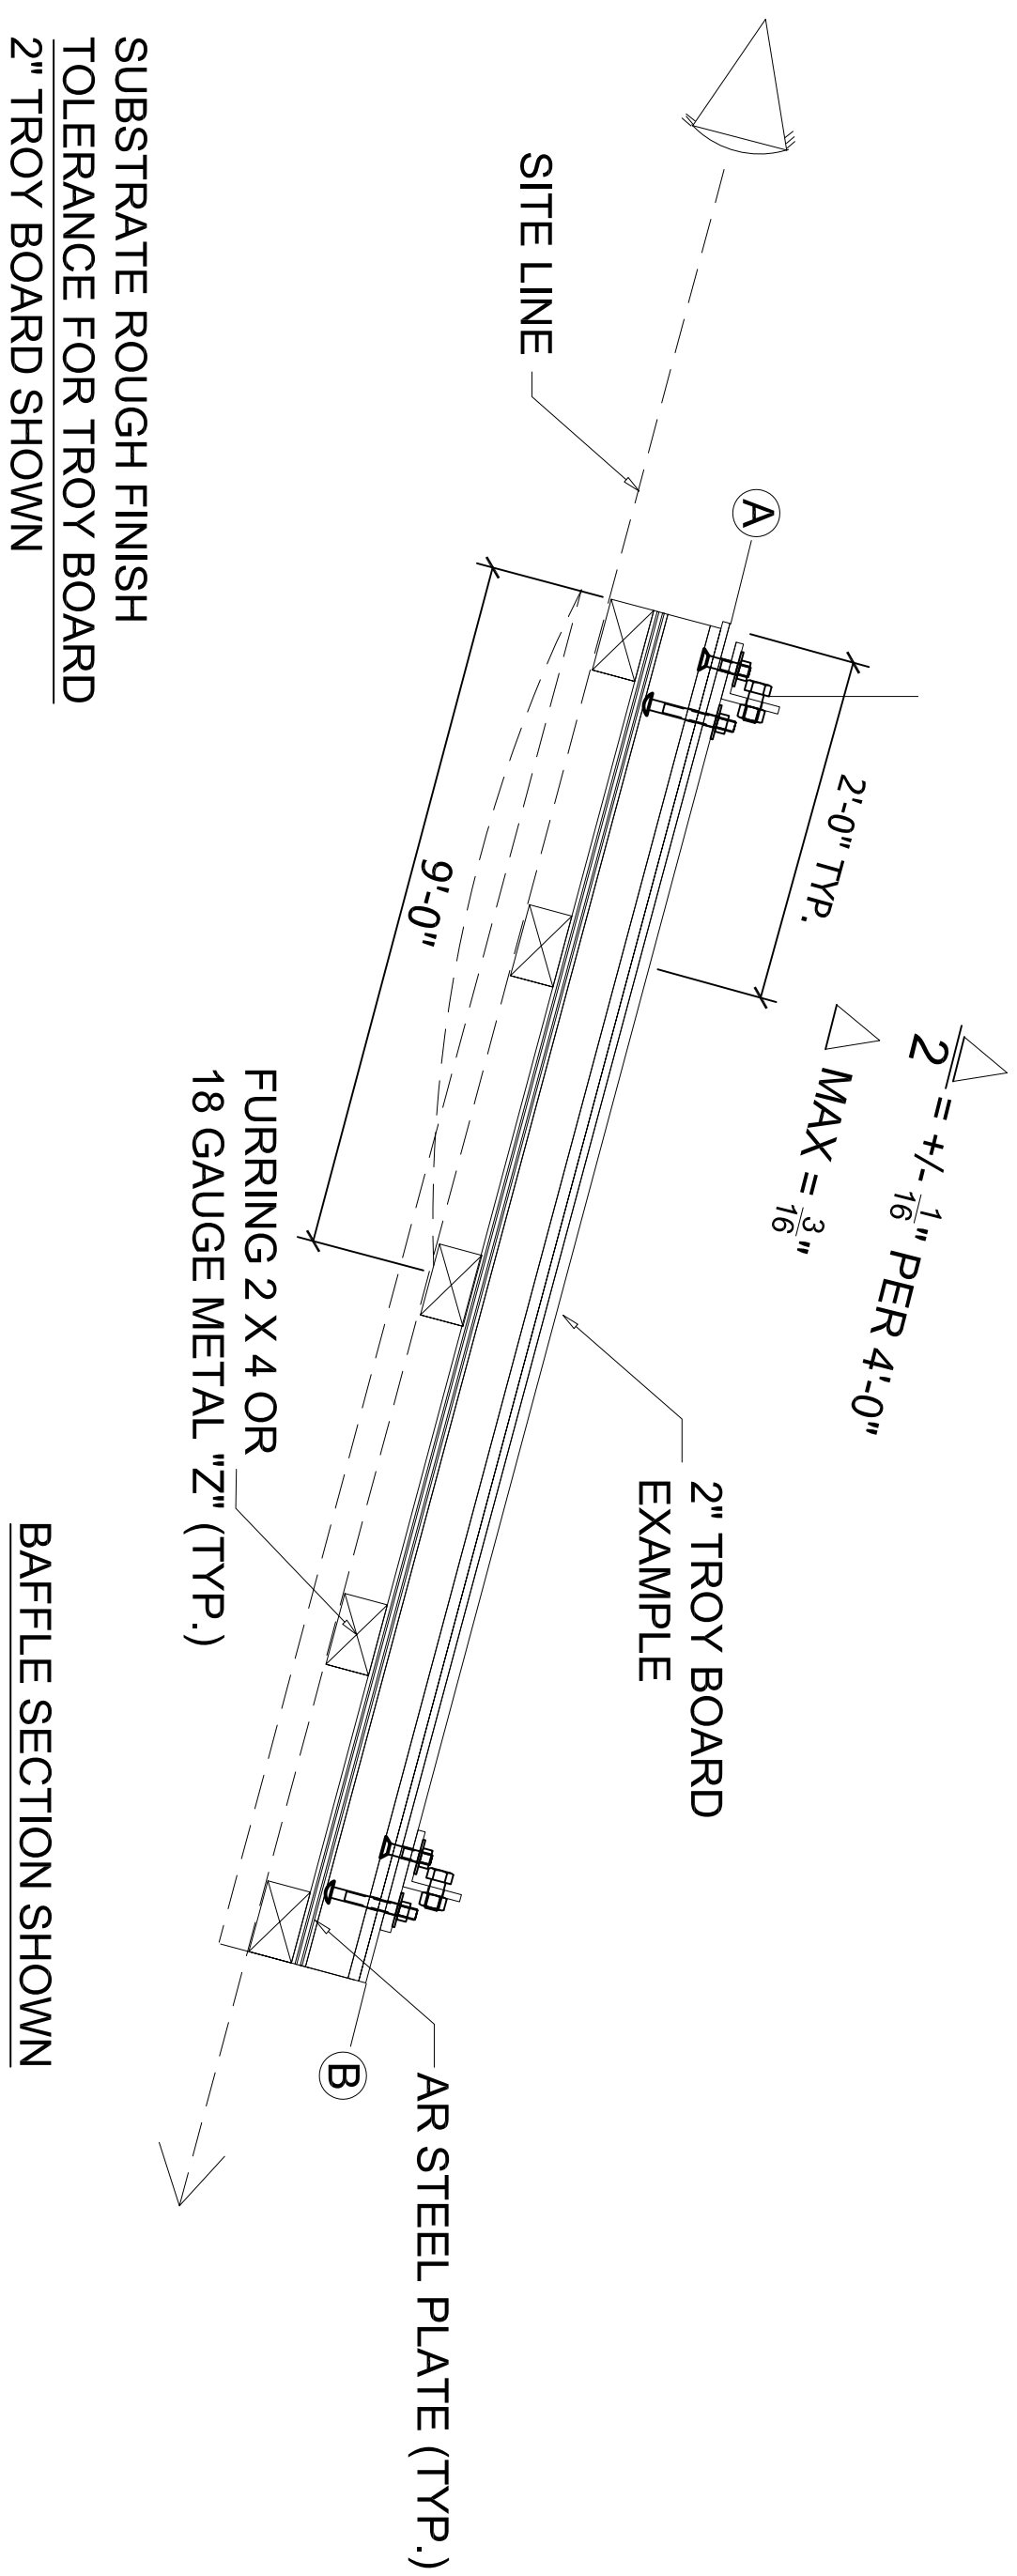 △/2 = +/- 1/16" PER 4'-0"
△ MAX = 3/16"
2'-0" TYP.
A
SITE LINE
9'-0"
2" TROY BOARD
EXAMPLE
FURRING 2 X 4 OR
18 GAUGE METAL "Z" (TYP.)
B
AR STEEL PLATE (TYP.)
SUBSTRATE ROUGH FINISH
TOLERANCE FOR TROY BOARD
2" TROY BOARD SHOWN
BAFFLE SECTION SHOWN